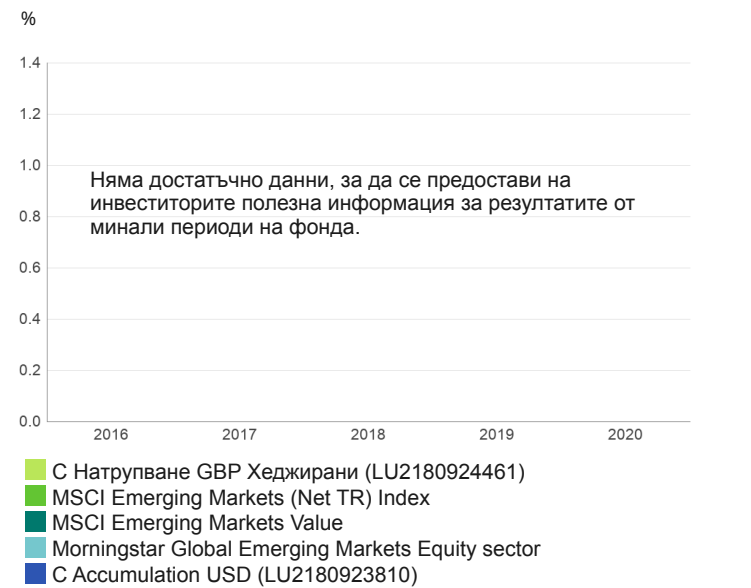 %
1.4
1.2
1.0
Няма достатъчно данни, за да се предостави на
инвеститорите полезна информация за резултатите от
0.8
минали периоди на фонда.
0.6
0.4
0.2
0.0
2016 2017 2018 2019 2020
С Натрупване GBP Хеджирани (LU2180924461)
MSCI Emerging Markets (Net TR) Index
MSCI Emerging Markets Value
Morningstar Global Emerging Markets Equity sector
C Accumulation USD (LU2180923810)